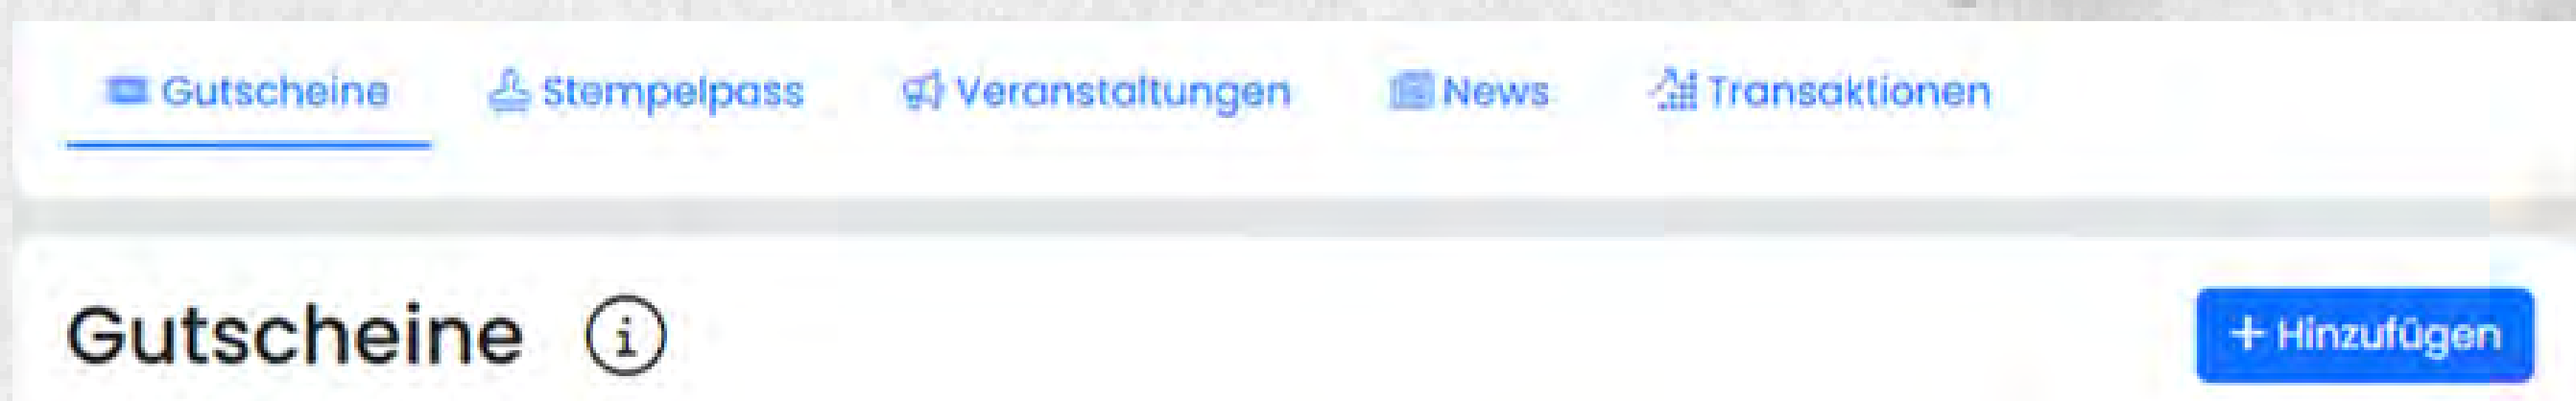 Gutscheine Stempelpass Veranstaltungen News Transaktionen
Gutscheine
+ Hinzufügen